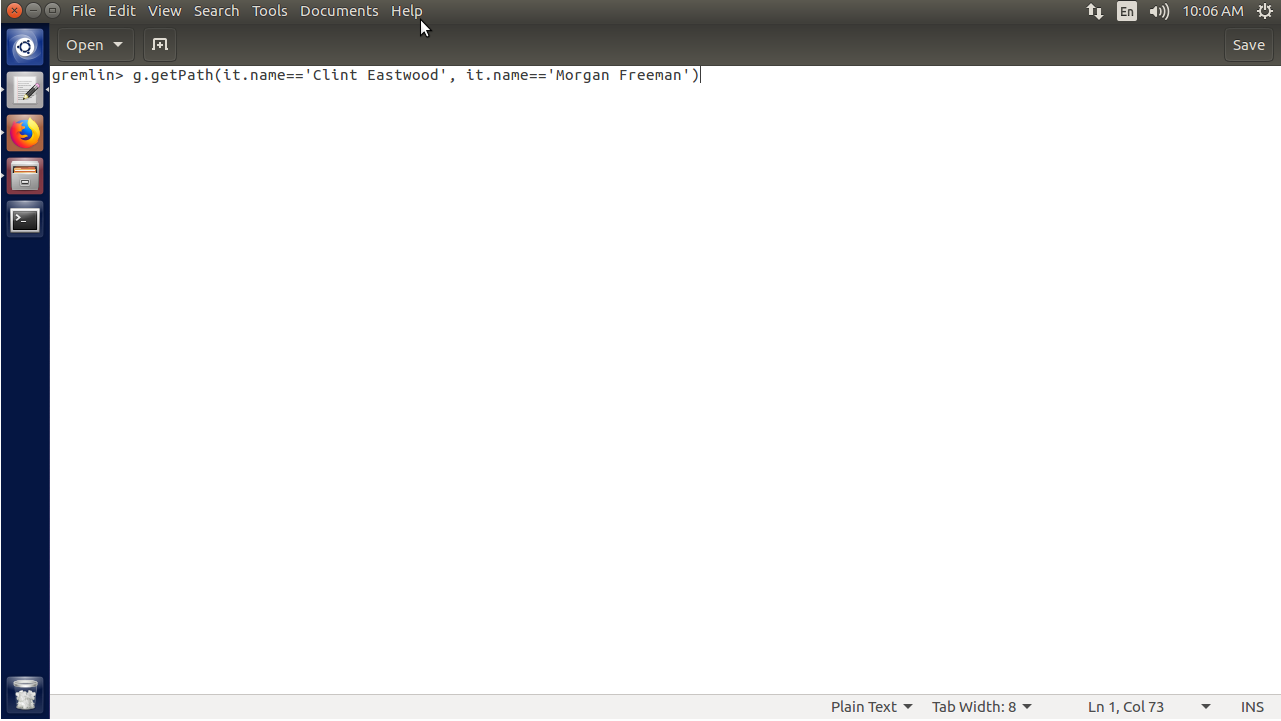 File Edit View Search Tools Documents Help En 10:06 AM
Open Save
gremlin> g.getPath(it.name=='Clint Eastwood', it.name=='Morgan Freeman')
>_
Plain Text Tab Width: 8 Ln 1, Col 73 INS